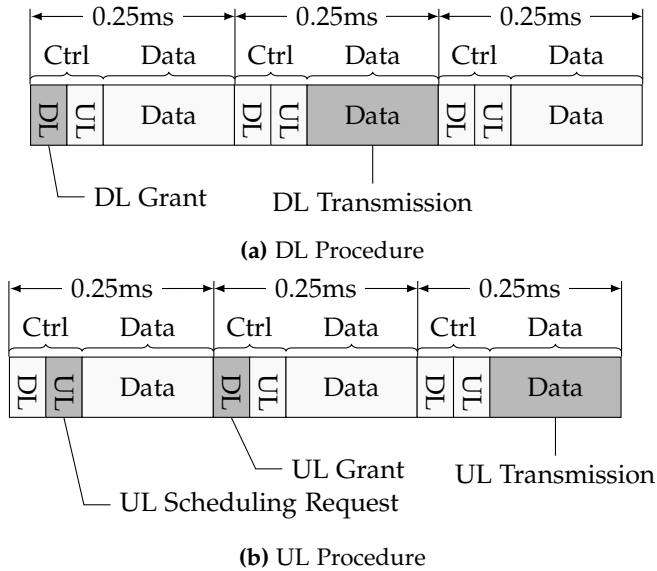 0.25ms 0.25ms 0.25ms
Ctrl Data Ctrl Data Ctrl Data
DL UL Data DL UL Data DL UL Data
DL Grant DL Transmission
(a) DL Procedure
0.25ms 0.25ms 0.25ms
Ctrl Data Ctrl Data Ctrl Data
DL UL Data DL UL Data DL UL Data
UL Grant UL Transmission
UL Scheduling Request
(b) UL Procedure